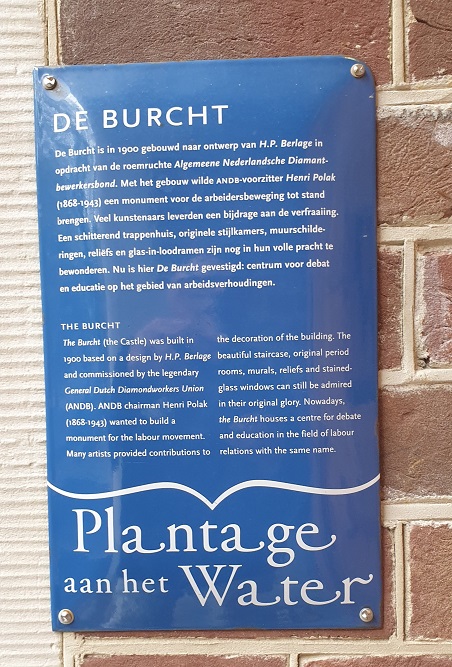 DE BURCHT
De Burcht is in 1900 gebouwd naar ontwerp van H.P. Berlage in
opdracht van de roemruchte Algemeene Nederlandsche Diamant-
bewerkersbond. Met het gebouw wilde ANDB-voorzitter Henri Polak
(1868-1943) een monument voor de arbeidersbeweging tot stand
brengen. Veel kunstenaars leverden een bijdrage aan de verfraaiing.
Een schitterend trappenhuis, originele stijlkamers, muurschilde-
ringen, reliëfs en glas-in-loodramen zijn nog in hun volle pracht te
bewonderen. Nu is hier De Burcht gevestigd: centrum voor debat
en educatie op het gebied van arbeidsverhoudingen.
THE BURCHT
The Burcht (the Castle) was built in
1900 based on a design by H.P. Berlage
and commissioned by the legendary
General Dutch Diamondworkers Union
(ANDB). ANDB chairman Henri Polak
(1868-1943) wanted to build a
monument for the labour movement.
Many artists provided contributions to
the decoration of the building. The
beautiful staircase, original period
rooms, murals, reliefs and stained-
glass windows can still be admired
in their original glory. Nowadays,
the Burcht houses a centre for debate
and education in the field of labour
relations with the same name.
Plantage
aan het Water